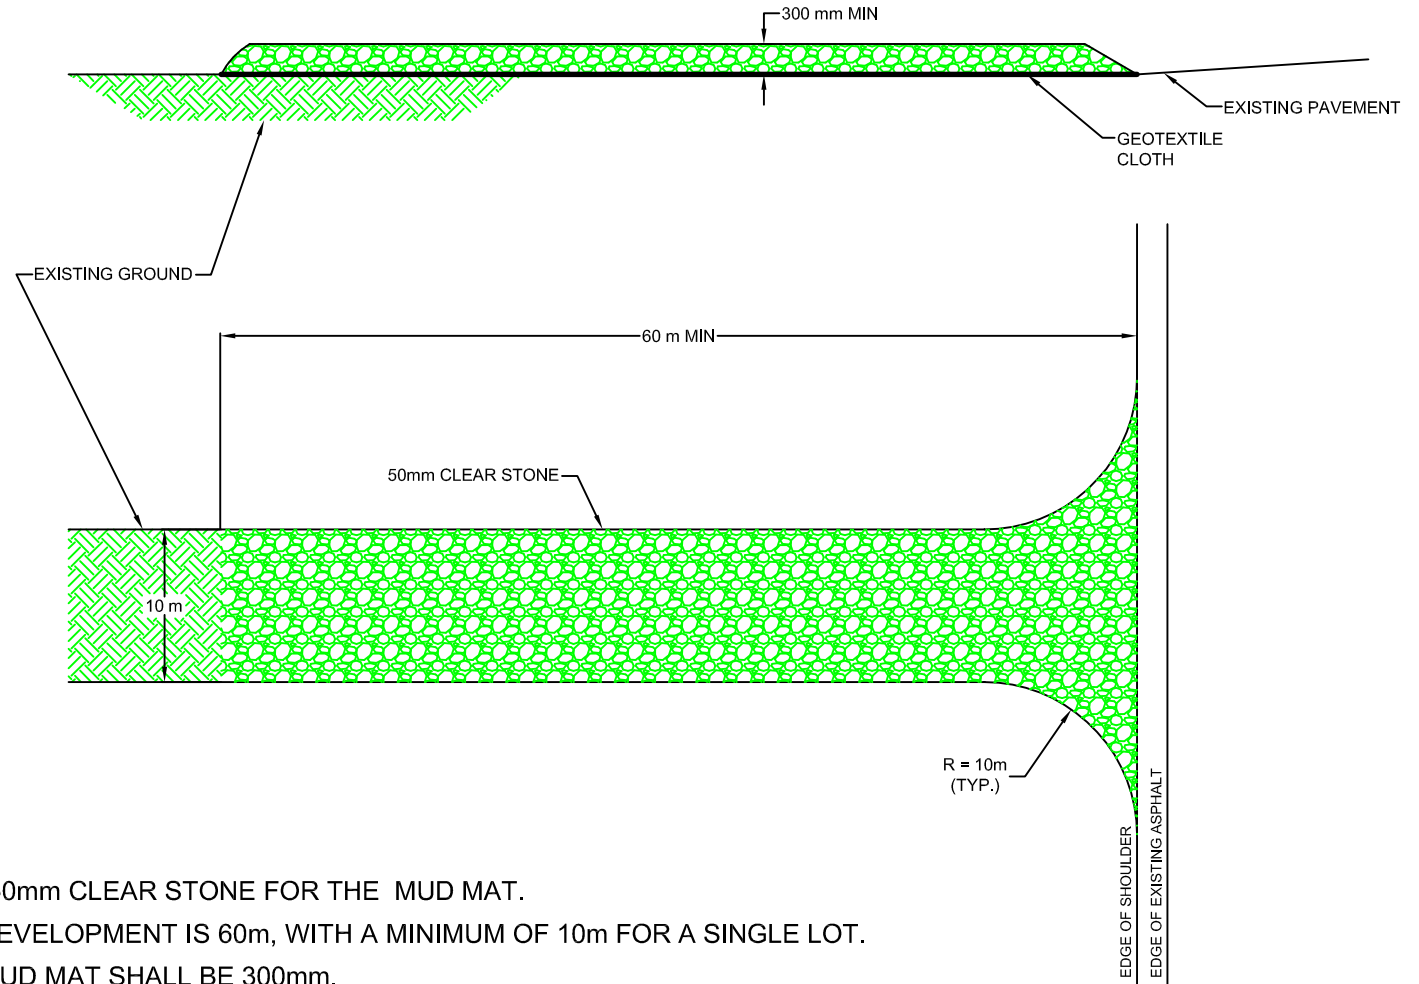 300 mm MIN
EXISTING PAVEMENT
GEOTEXTILE
CLOTH
EXISTING GROUND
60 m MIN
50mm CLEAR STONE
10 m
R = 10m
(TYP.)
EDGE OF SHOULDER
EDGE OF EXISTING ASPHALT
CLEAR STONE FOR THE MUD MAT.
IS 60m, WITH A MINIMUM OF 10m FOR A SINGLE LOT.
MAT SHALL BE 300mm.